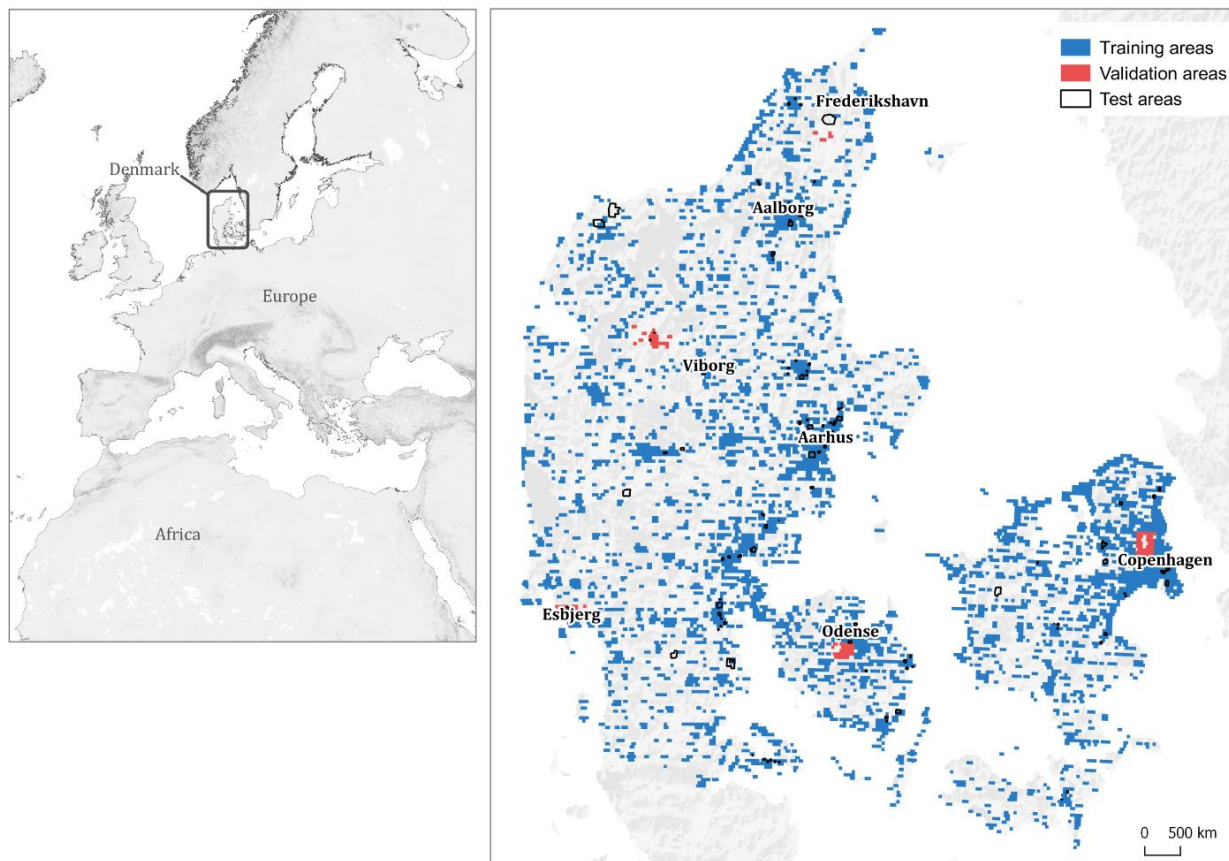 Denmark
Europe
Africa
Training areas
Validation areas
Test areas
Frederikshavn
Aalborg
Viborg
Aarhus
Copenhagen
Esbjerg
Odense
0 500 km